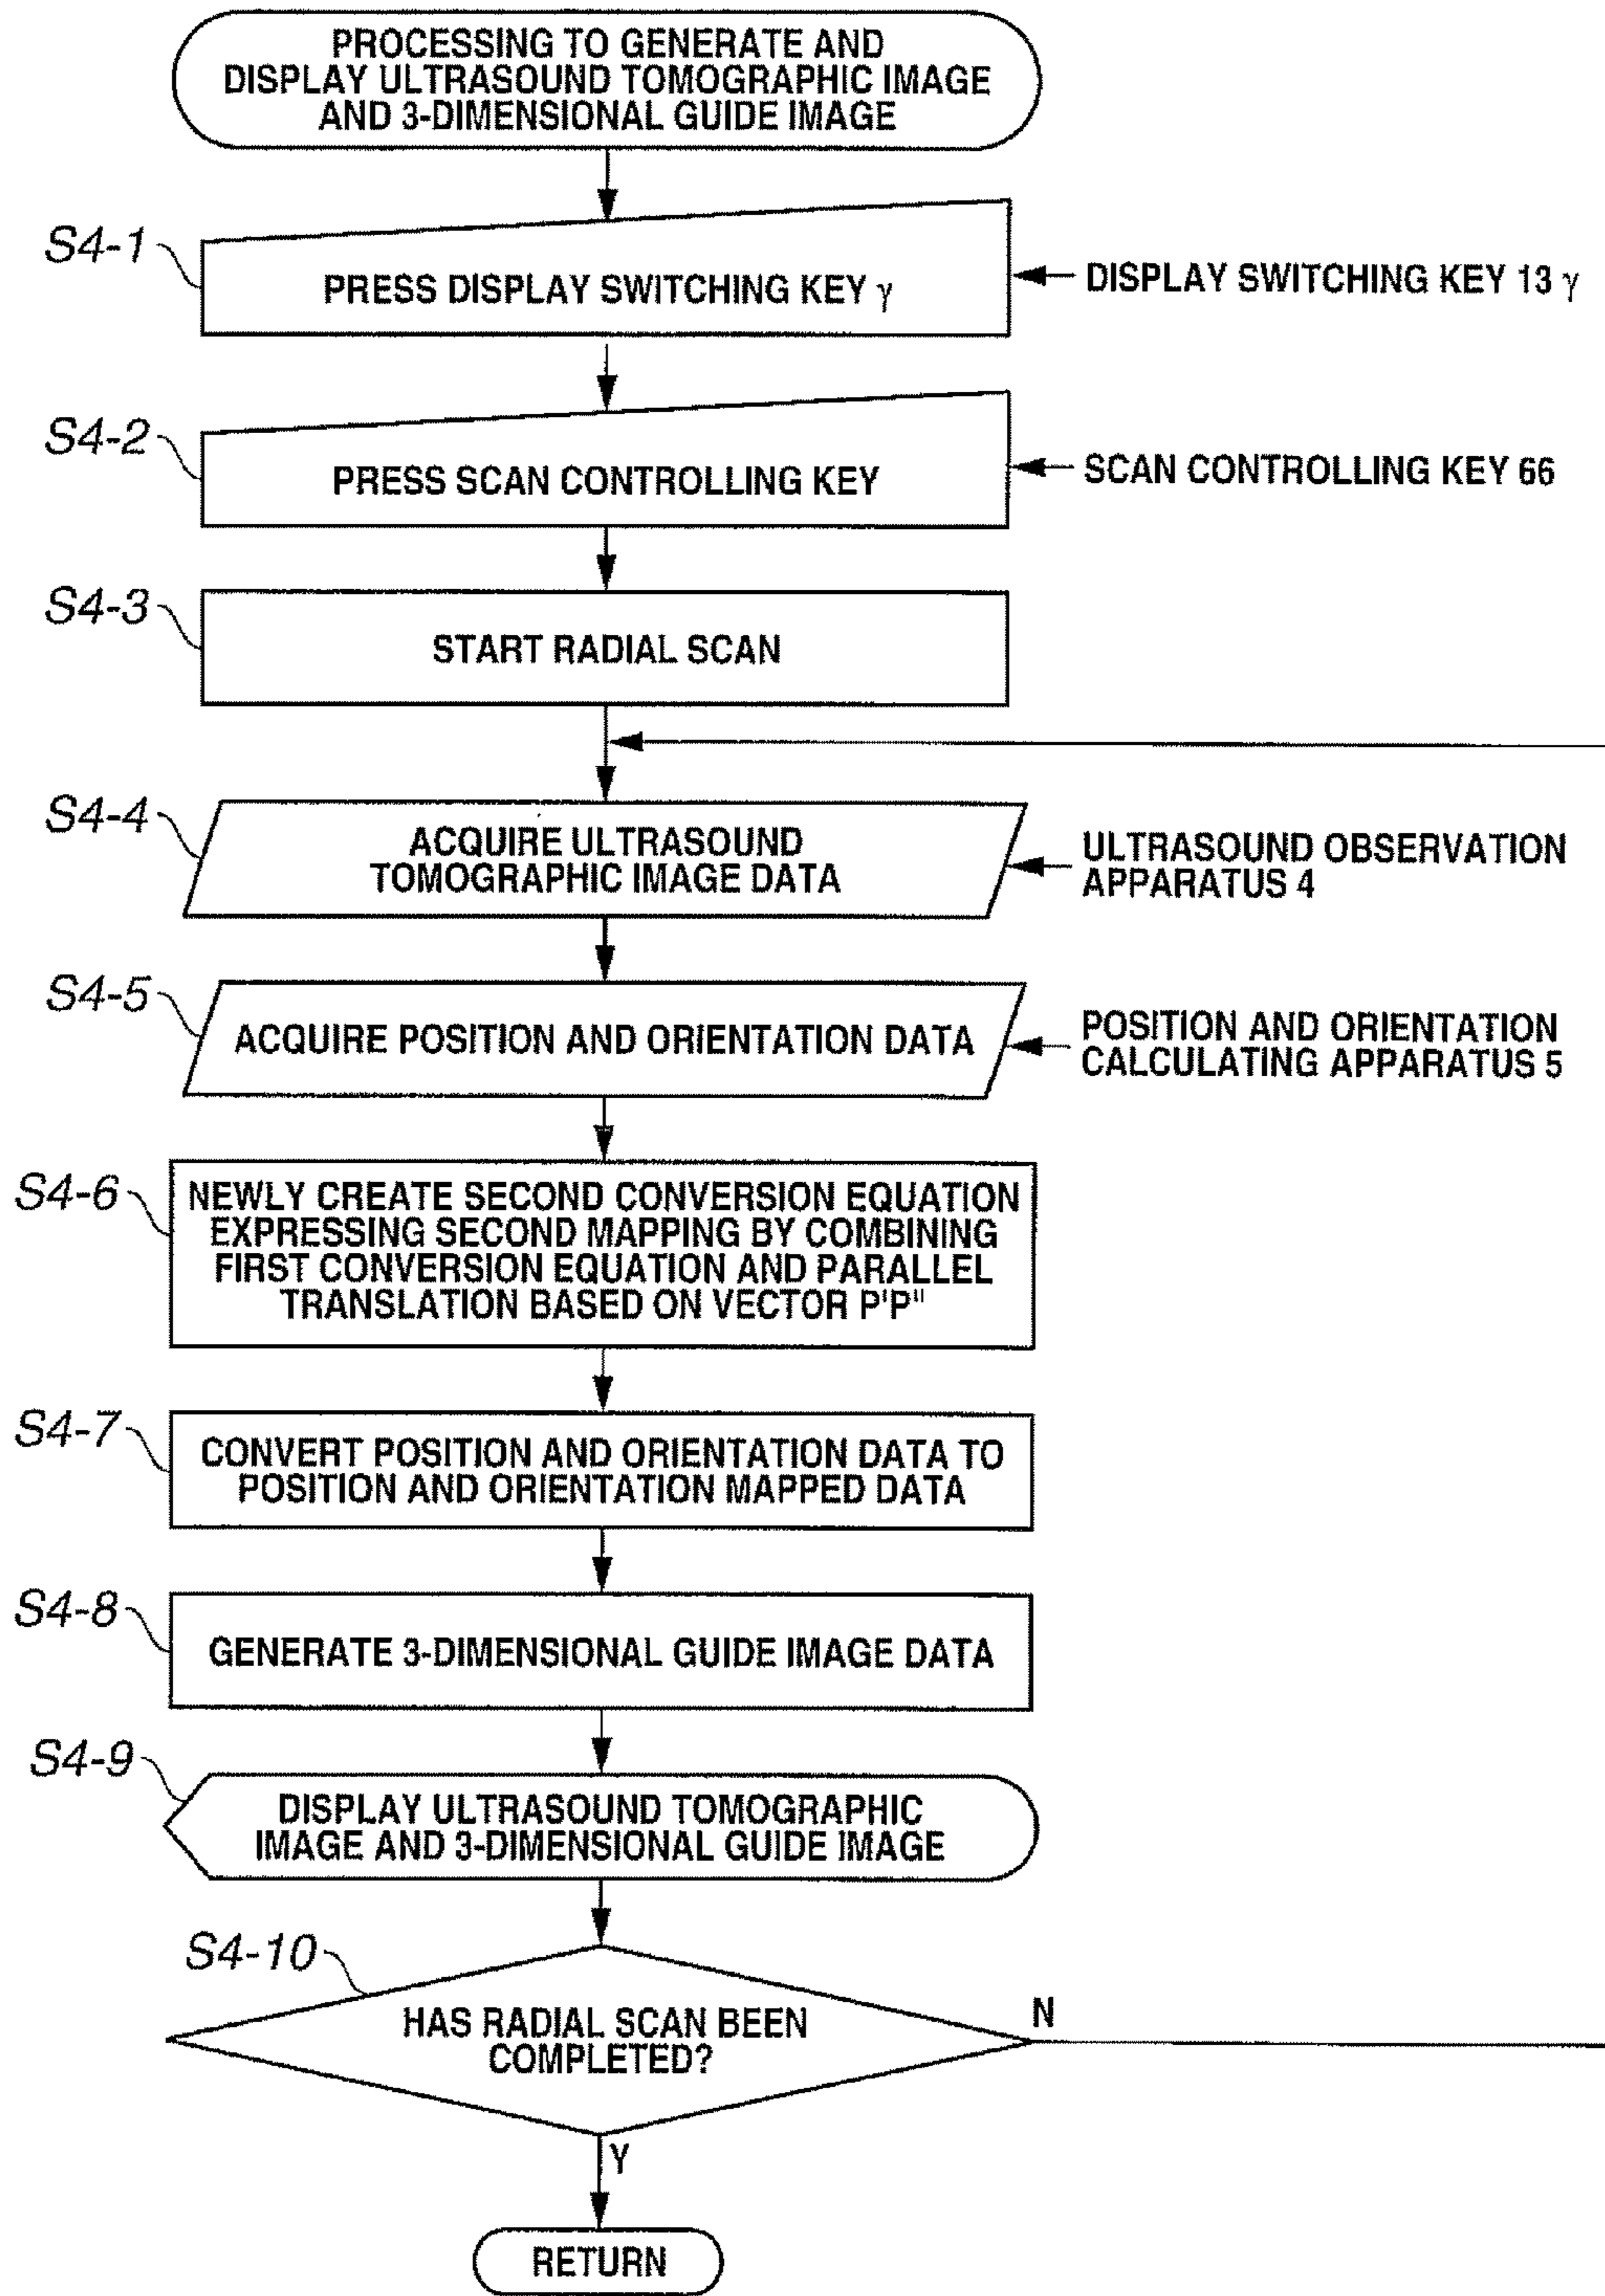 PROCESSING TO GENERATE AND
DISPLAY ULTRASOUND TOMOGRAPHIC IMAGE
AND 3-DIMENSIONAL GUIDE IMAGE
S4-1
PRESS DISPLAY SWITCHING KEY γ
DISPLAY SWITCHING KEY 13 γ
S4-2
PRESS SCAN CONTROLLING KEY
SCAN CONTROLLING KEY 66
S4-3
START RADIAL SCAN
S4-4
ACQUIRE ULTRASOUND
TOMOGRAPHIC IMAGE DATA
ULTRASOUND OBSERVATION
APPARATUS 4
S4-5
ACQUIRE POSITION AND ORIENTATION DATA
POSITION AND ORIENTATION
CALCULATING APPARATUS 5
S4-6
NEWLY CREATE SECOND CONVERSION EQUATION
EXPRESSING SECOND MAPPING BY COMBINING
FIRST CONVERSION EQUATION AND PARALLEL
TRANSLATION BASED ON VECTOR P'P"
S4-7
CONVERT POSITION AND ORIENTATION DATA TO
POSITION AND ORIENTATION MAPPED DATA
S4-8
GENERATE 3-DIMENSIONAL GUIDE IMAGE DATA
S4-9
DISPLAY ULTRASOUND TOMOGRAPHIC
IMAGE AND 3-DIMENSIONAL GUIDE IMAGE
S4-10
HAS RADIAL SCAN BEEN
COMPLETED?
N
Y
RETURN